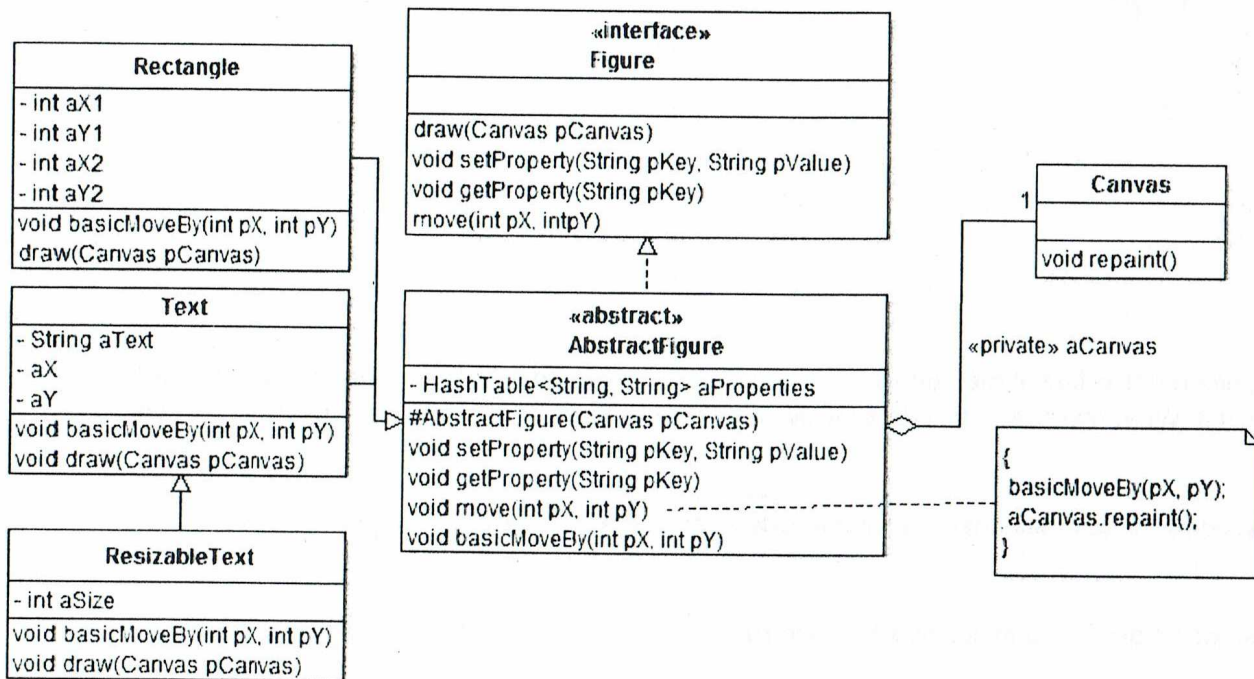 Rectangle
- int aX1
- int aY1
- int aX2
- int aY2
void basicMoveBy(int pX, int pY)
draw(Canvas pCanvas)
Text
- String aText
- aX
- aY
void basicMoveBy(int pX, int pY)
void draw(Canvas pCanvas)
ResizableText
- int aSize
void basicMoveBy(int pX, int pY)
void draw(Canvas pCanvas)
«interface»
Figure
draw(Canvas pCanvas)
void setProperty(String pKey, String pValue)
void getProperty(String pKey)
move(int pX, intpY)
«abstract»
AbstractFigure
- HashTable<String, String> aProperties
#AbstractFigure(Canvas pCanvas)
void setProperty(String pKey, String pValue)
void getProperty(String pKey)
void move(int pX, int pY)
void basicMoveBy(int pX, int pY)
1
Canvas
void repaint()
«private» aCanvas
{
basicMoveBy(pX, pY);
aCanvas.repaint();
}